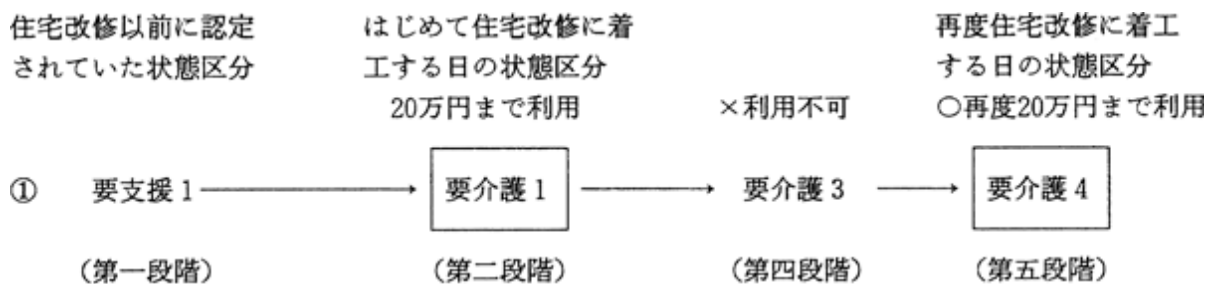 住宅改修以前に認定
されていた状態区分
はじめて住宅改修に着
工する日の状態区分
20万円まで利用
×利用不可
再度住宅改修に着工
する日の状態区分
○再度20万円まで利用
① 要支援1 → 要介護1 → 要介護3 → 要介護4
(第一段階) (第二段階) (第四段階) (第五段階)